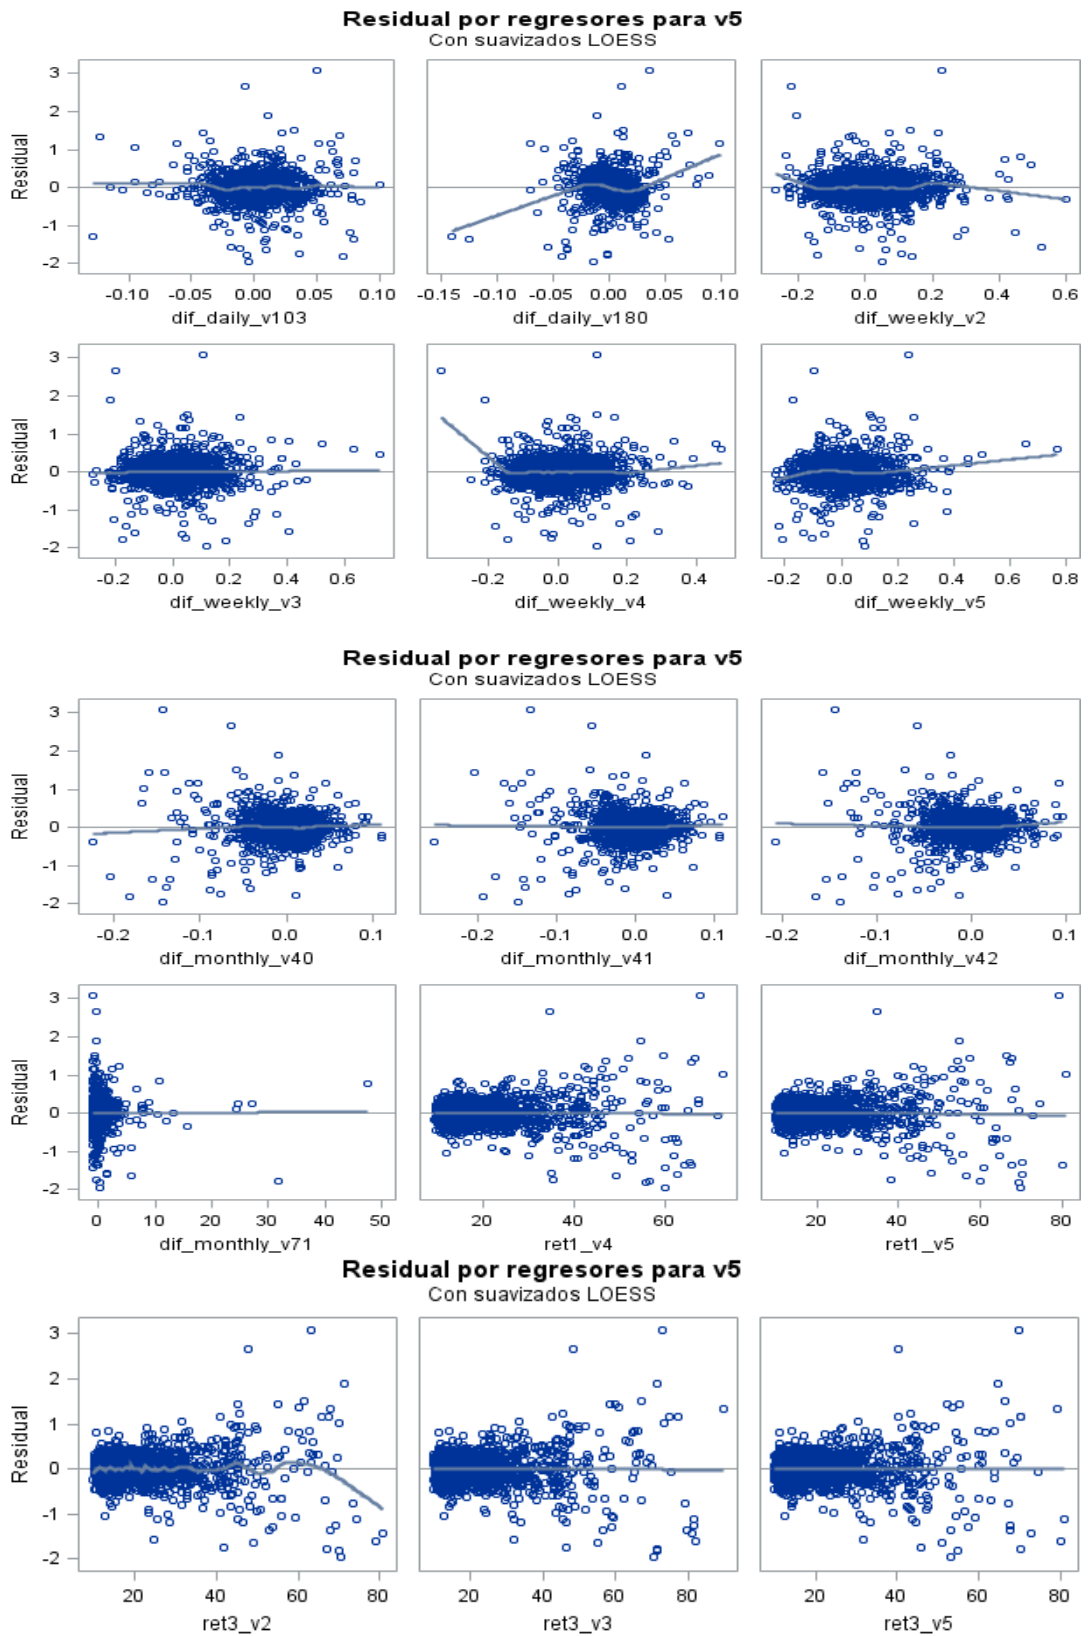 Residual por regresores para v5
Con suavizados LOESS
3
2
1
0
-1
-2
Residual
-0.10 -0.05 0.00 0.05 0.10
dif_daily_v103
-0.15 -0.10 -0.05 0.00 0.05 0.10
dif_daily_v180
-0.2 0.0 0.2 0.4 0.6
dif_weekly_v2
3
2
1
0
-1
-2
Residual
-0.2 0.0 0.2 0.4 0.6
dif_weekly_v3
-0.2 0.0 0.2 0.4
dif_weekly_v4
-0.2 0.0 0.2 0.4 0.6 0.8
dif_weekly_v5
Residual por regresores para v5
Con suavizados LOESS
3
2
1
0
-1
-2
Residual
-0.2 -0.1 0.0 0.1
dif_monthly_v40
-0.2 -0.1 0.0 0.1
dif_monthly_v41
-0.2 -0.1 0.0 0.1
dif_monthly_v42
3
2
1
0
-1
-2
Residual
0 10 20 30 40 50
dif_monthly_v71
20 40 60
ret1_v4
20 40 60 80
ret1_v5
Residual por regresores para v5
Con suavizados LOESS
3
2
1
0
-1
-2
Residual
20 40 60 80
ret3_v2
20 40 60 80
ret3_v3
20 40 60 80
ret3_v5